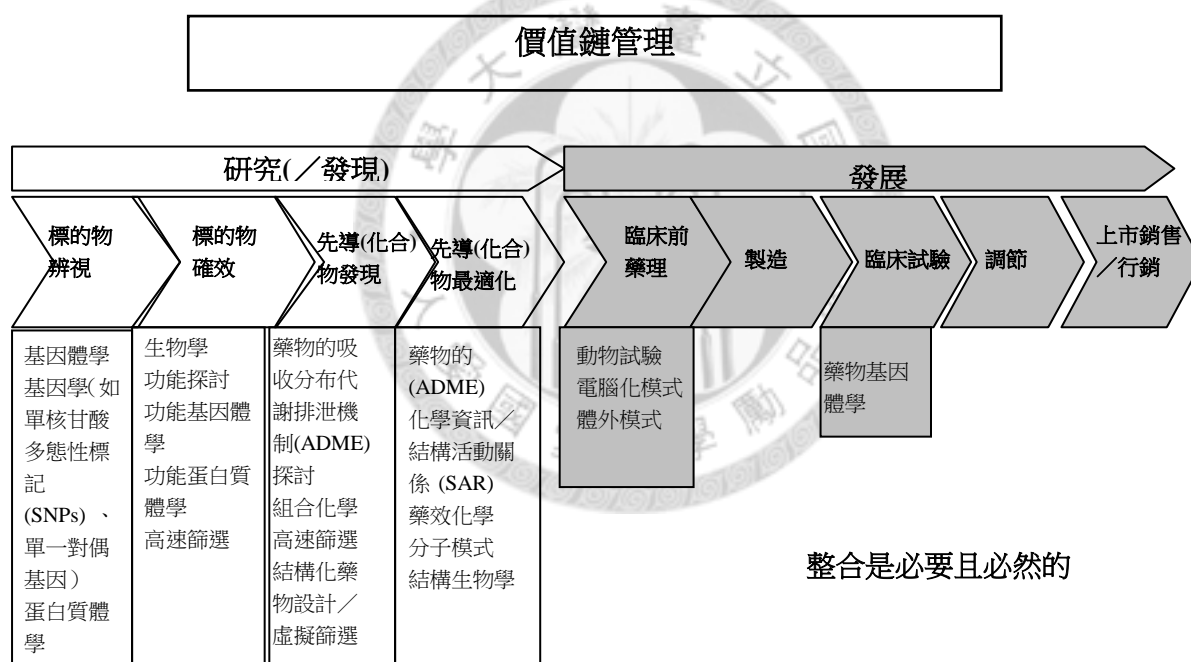 價值鏈管理
研究(／發現)
發展
標的物
辨視
標的物
確效
先導(化合)
物發現
先導(化合)
物最適化
臨床前
藥理
製造
臨床試驗
調節
上市銷售
／行銷
基因體學
基因學(如
單核甘酸
多態性標
記
(SNPs) 、
單一對偶
基因）
蛋白質體
學
生物學
功能探討
功能基因體
學
功能蛋白質
體學
高速篩選
藥物的吸
收分布代
謝排泄機
制(ADME)
探討
組合化學
高速篩選
結構化藥
物設計／
虛擬篩選
藥物的
(ADME)
化學資訊／
結構活動關
係 (SAR)
藥效化學
分子模式
結構生物學
動物試驗
電腦化模式
體外模式
藥物基因
體學
整合是必要且必然的